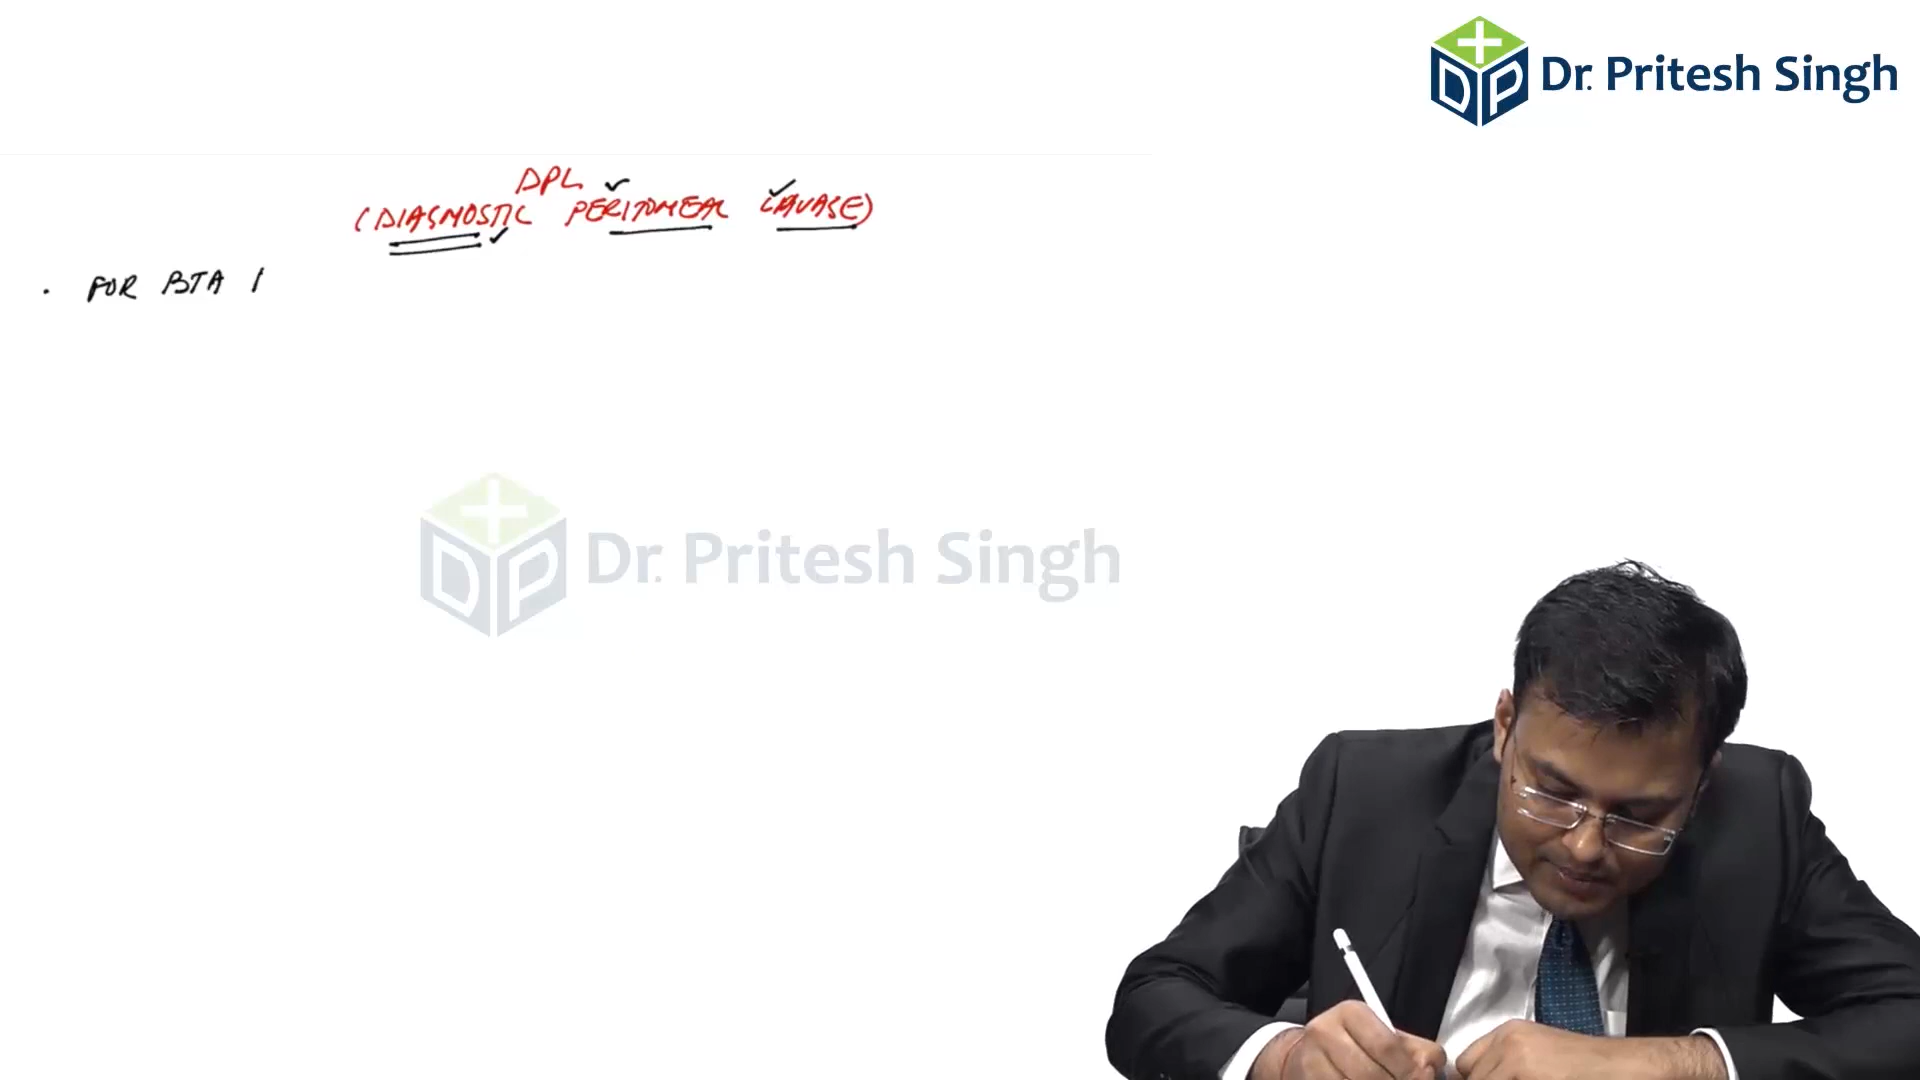 Dr. Pritesh Singh
DPL
(DIAGNOSTIC PERITONEAL LAVAGE)
. FOR BTA
Dr. Pritesh Singh